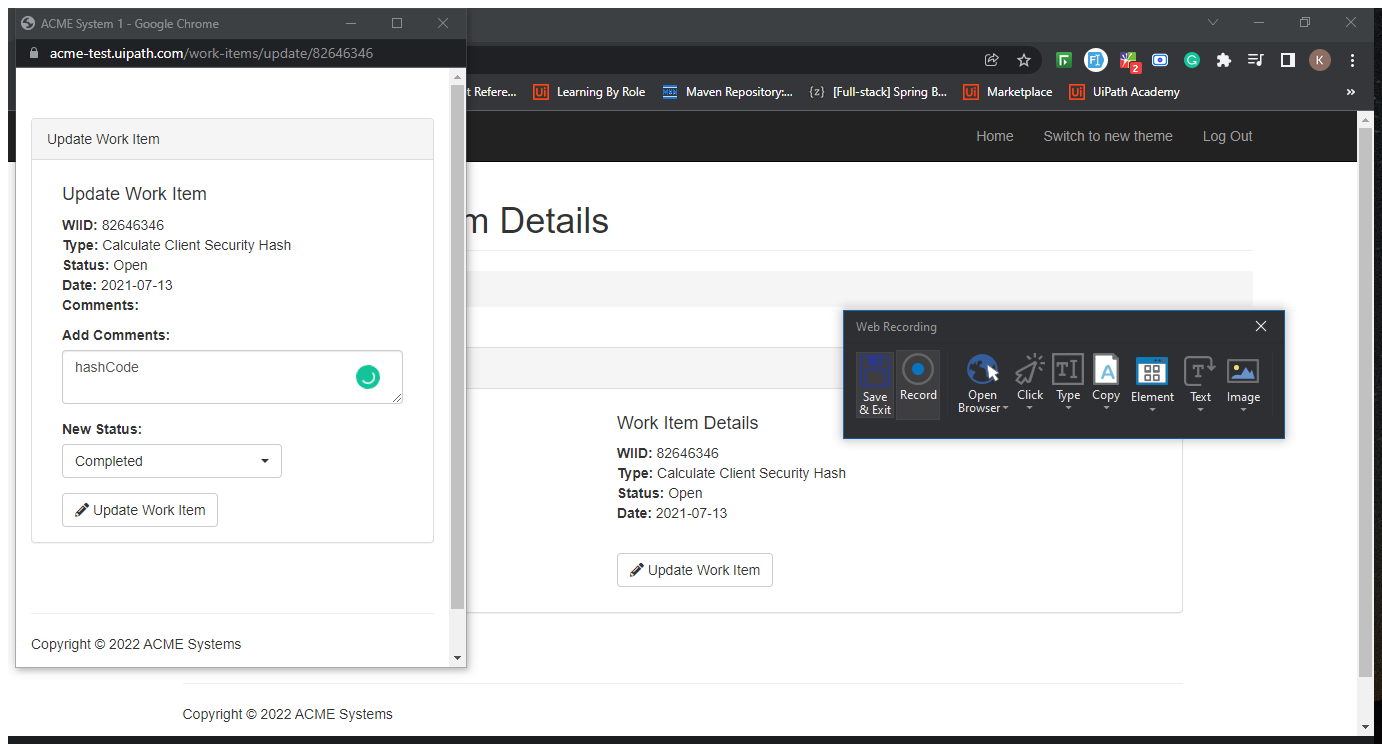 ACME System 1 - Google Chrome
acme-test.uipath.com/work-items/update/82646346
Update Work Item
Update Work Item
WIID: 82646346
Type: Calculate Client Security Hash
Status: Open
Date: 2021-07-13
Comments:
Add Comments:
hashCode
New Status:
Completed
Update Work Item
Copyright © 2022 ACME Systems
2
G
K
t Refere...
Ui Learning By Role
Maven Repository:...
{z} [Full-stack] Spring B...
Ui Marketplace
Ui UiPath Academy
»
Home Switch to new theme Log Out
m Details
Web Recording
Save & Exit
Record
Open Browser
Click
T
Type
A
Copy
Element
T
Text
Image
Work Item Details
WIID: 82646346
Type: Calculate Client Security Hash
Status: Open
Date: 2021-07-13
Update Work Item
Copyright © 2022 ACME Systems